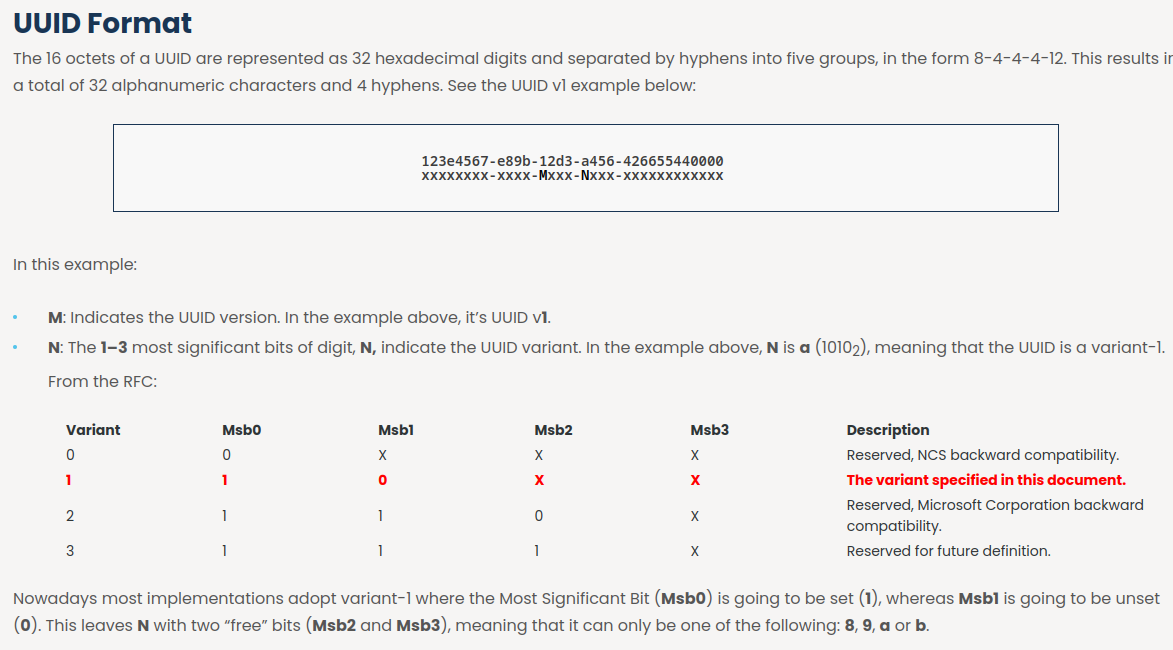 UUID Format
The 16 octets of a UUID are represented as 32 hexadecimal digits and separated by hyphens into five groups, in the form 8-4-4-4-12. This results in
a total of 32 alphanumeric characters and 4 hyphens. See the UUID v1 example below:
123e4567-e89b-12d3-a456-426655440000
xxxxxxxx-xxxx-Mxxx-Nxxx-xxxxxxxxxxxx
In this example:
• M: Indicates the UUID version. In the example above, it’s UUID v1.
• N: The 1–3 most significant bits of digit, N, indicate the UUID variant. In the example above, N is a (1010₂), meaning that the UUID is a variant-1.
From the RFC:
Variant Msb0 Msb1 Msb2 Msb3 Description
0 0 X X X Reserved, NCS backward compatibility.
1 1 0 X X The variant specified in this document.
2 1 1 0 X Reserved, Microsoft Corporation backward
compatibility.
3 1 1 1 X Reserved for future definition.
Nowadays most implementations adopt variant-1 where the Most Significant Bit (Msb0) is going to be set (1), whereas Msb1 is going to be unset
(0). This leaves N with two “free” bits (Msb2 and Msb3), meaning that it can only be one of the following: 8, 9, a or b.